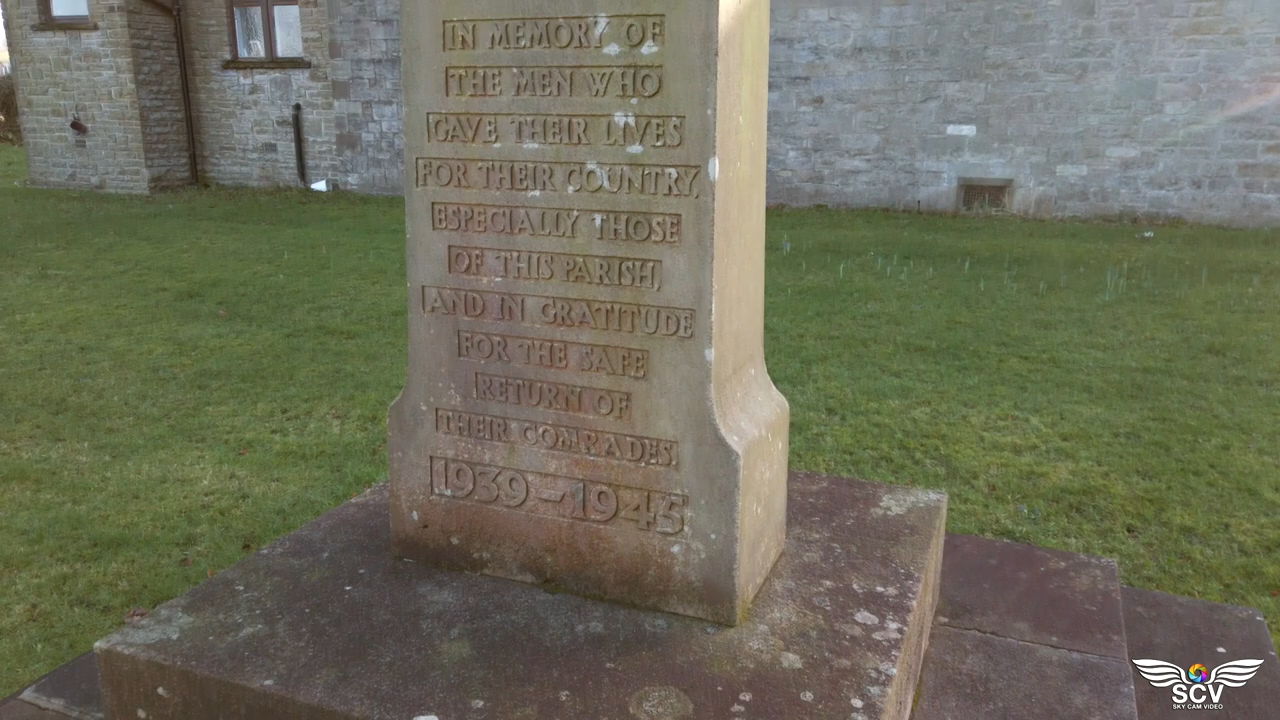 IN MEMORY OF
THE MEN WHO
GAVE THEIR LIVES
FOR THEIR COUNTRY,
ESPECIALLY THOSE
OF THIS PARISH,
AND IN GRATITUDE
FOR THE SAFE
RETURN OF
THEIR COMRADES.
1939-1945
SCV
SKY CAM VIDEO